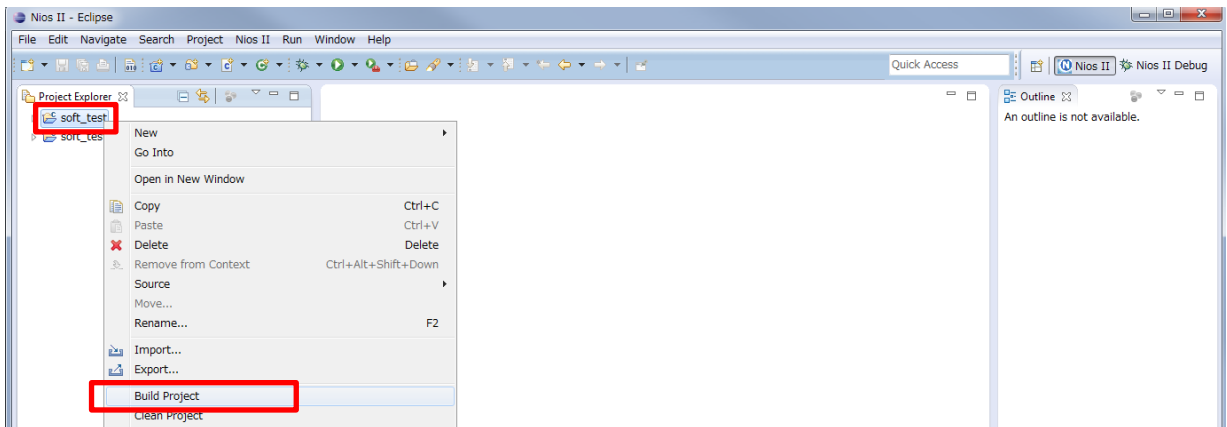 Nios II - Eclipse
File Edit Navigate Search Project Nios II Run Window Help
Quick Access
Nios II
Nios II Debug
Project Explorer
Outline
soft_test
An outline is not available.
soft_tes
New
Go Into
Open in New Window
Copy Ctrl+C
Paste Ctrl+V
Delete Delete
Remove from Context Ctrl+Alt+Shift+Down
Source
Move...
Rename... F2
Import...
Export...
Build Project
Clean Project